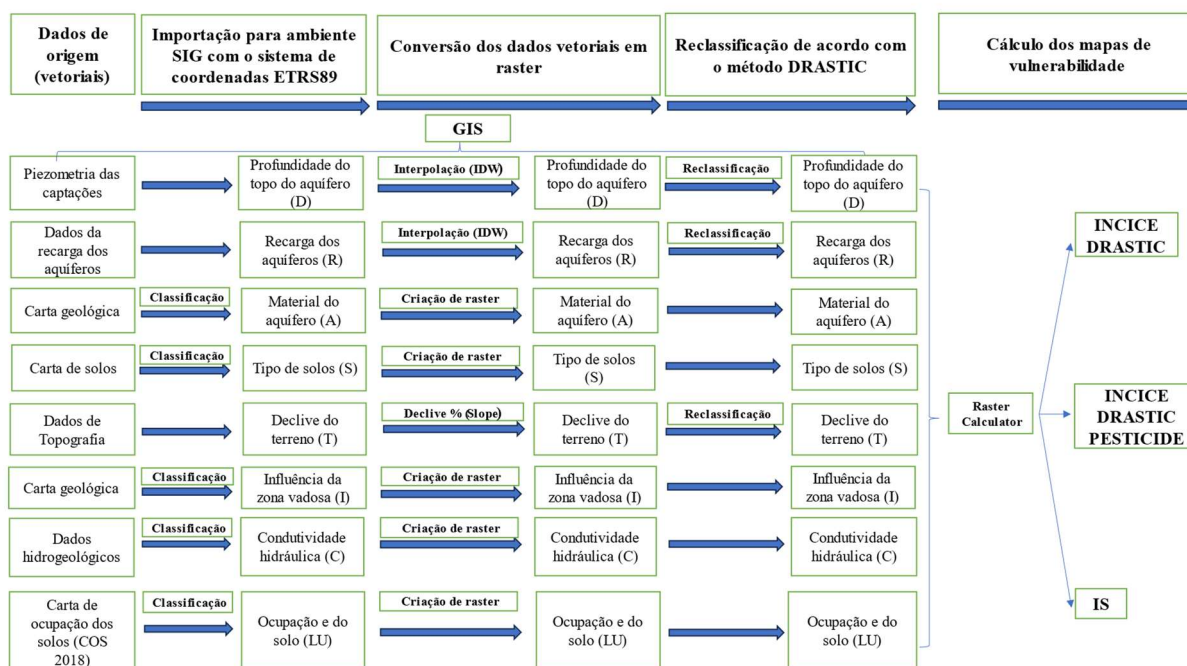 Dados de
origem
(vetoriais)
Importação para ambiente
SIG com o sistema de
coordenadas ETRS89
Conversão dos dados vetoriais em
raster
Reclassificação de acordo com
o método DRASTIC
Cálculo dos mapas de
vulnerabilidade
GIS
Piezometria das
captações
Profundidade do
topo do aquífero
(D)
Interpolação (IDW)
Profundidade do
topo do aquífero
(D)
Reclassificação
Profundidade do
topo do aquífero
(D)
Dados da
recarga dos
aquíferos
Recarga dos
aquíferos (R)
Interpolação (IDW)
Recarga dos
aquíferos (R)
Reclassificação
Recarga dos
aquíferos (R)
Carta geológica
Classificação
Material do
aquífero (A)
Criação de raster
Material do
aquífero (A)
Material do
aquífero (A)
Carta de solos
Classificação
Tipo de solos (S)
Criação de raster
Tipo de solos
(S)
Tipo de solos (S)
Dados de
Topografia
Declive do
terreno (T)
Declive % (Slope)
Declive do
terreno (T)
Reclassificação
Declive do
terreno (T)
Carta geológica
Classificação
Influência da
zona vadosa (I)
Criação de raster
Influência da
zona vadosa (I)
Influência da
zona vadosa (I)
Dados
hidrogeológicos
Classificação
Condutividade
hidráulica (C)
Criação de raster
Condutividade
hidráulica (C)
Condutividade
hidráulica (C)
Carta de
ocupação dos
solos (COS
2018)
Classificação
Ocupação e do
solo (LU)
Criação de raster
Ocupação e do
solo (LU)
Ocupação e do
solo (LU)
Raster
Calculator
INCICE
DRASTIC
INCICE
DRASTIC
PESTICIDE
IS